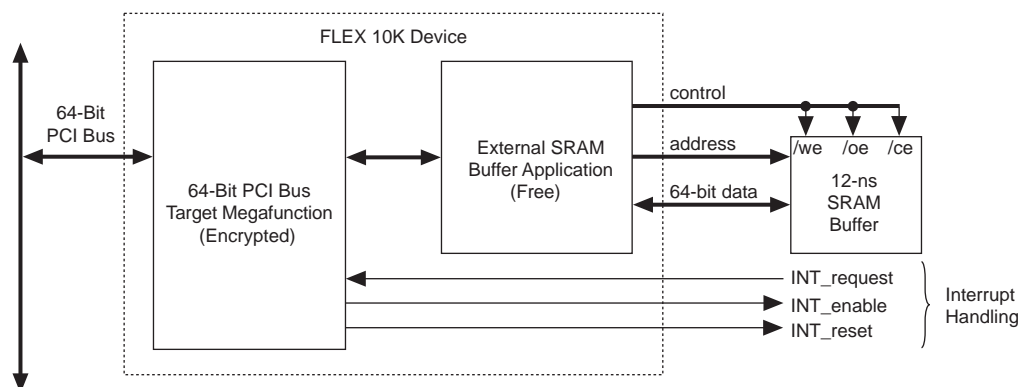 FLEX 10K Device
64-Bit
PCI Bus
64-Bit PCI Bus
Target Megafunction
(Encrypted)
External SRAM
Buffer Application
(Free)
control
address
64-bit data
/we /oe /ce
12-ns
SRAM
Buffer
INT_request
INT_enable
INT_reset
Interrupt
Handling